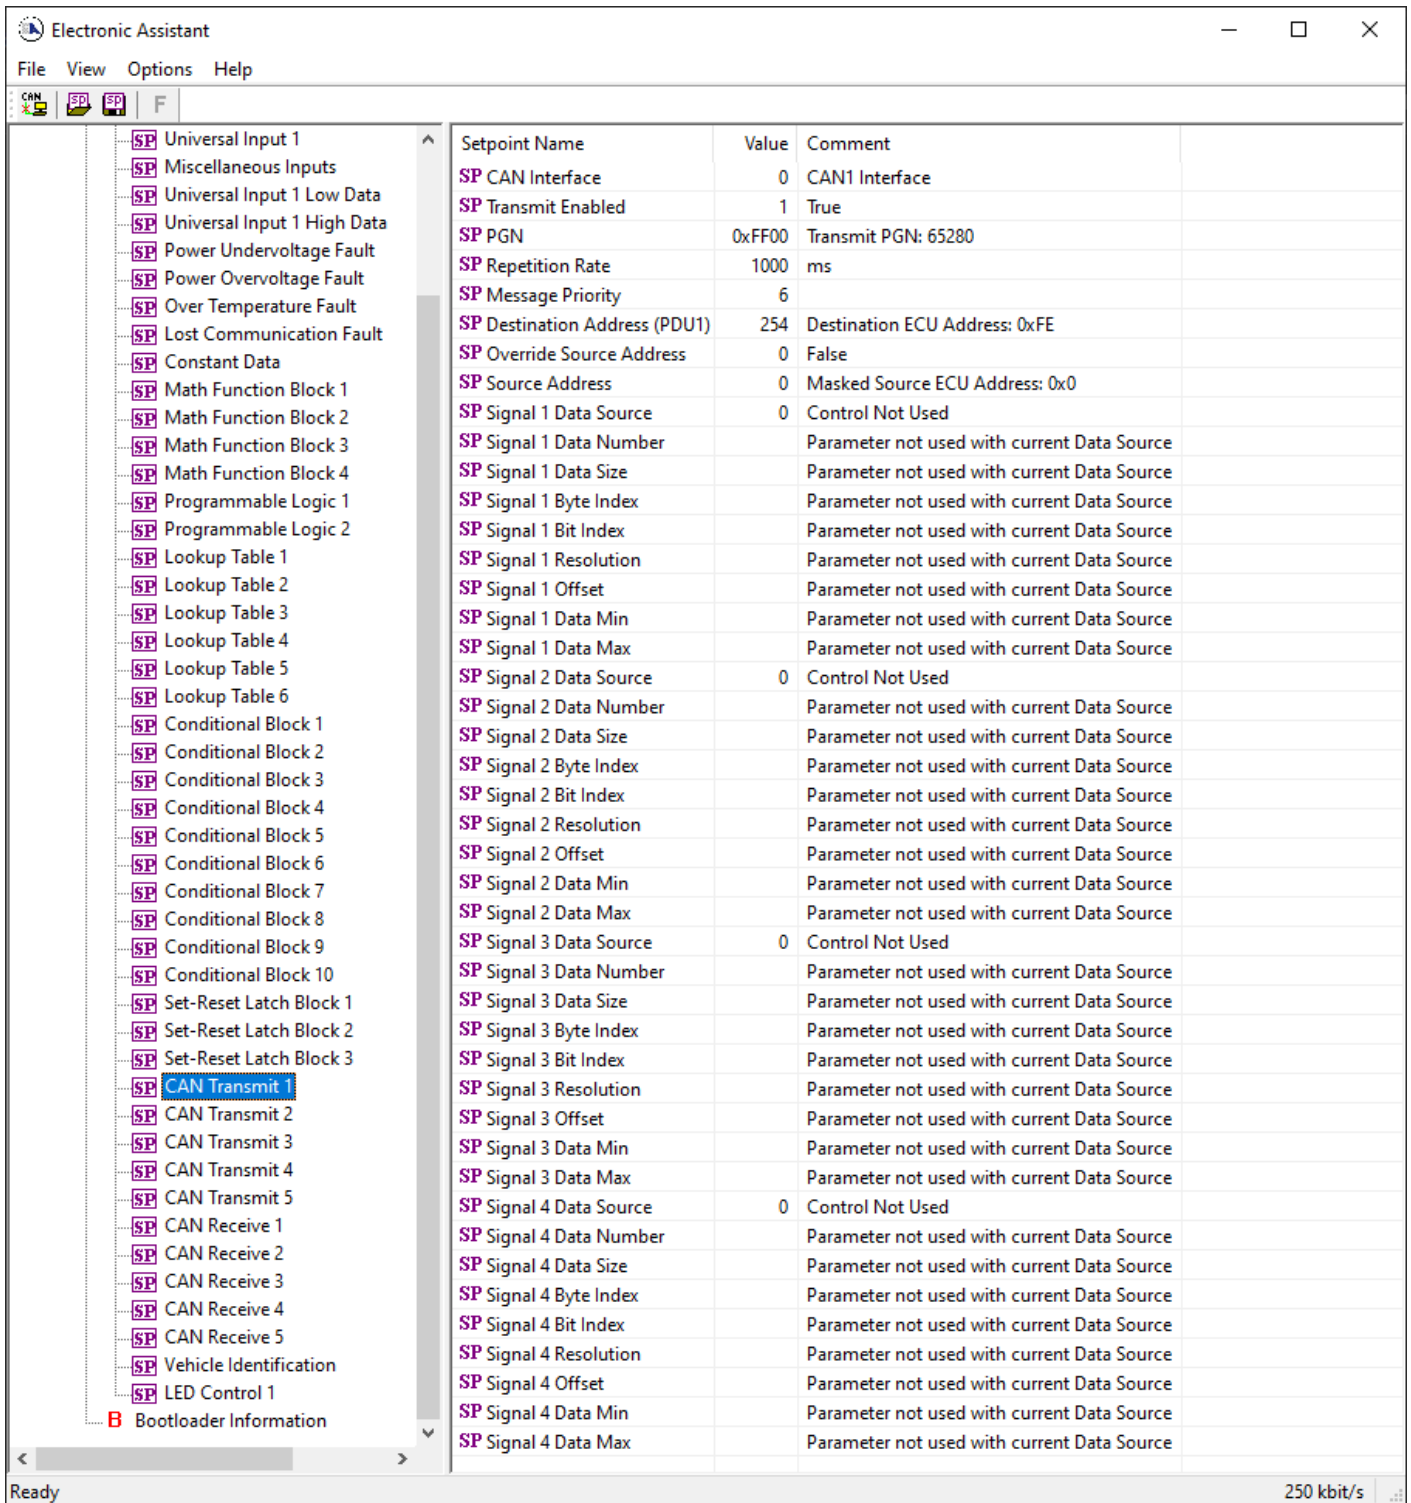 Electronic Assistant
File View Options Help
CAN SP SP F
SP Universal Input 1
SP Miscellaneous Inputs
SP Universal Input 1 Low Data
SP Universal Input 1 High Data
SP Power Undervoltage Fault
SP Power Overvoltage Fault
SP Over Temperature Fault
SP Lost Communication Fault
SP Constant Data
SP Math Function Block 1
SP Math Function Block 2
SP Math Function Block 3
SP Math Function Block 4
SP Programmable Logic 1
SP Programmable Logic 2
SP Lookup Table 1
SP Lookup Table 2
SP Lookup Table 3
SP Lookup Table 4
SP Lookup Table 5
SP Lookup Table 6
SP Conditional Block 1
SP Conditional Block 2
SP Conditional Block 3
SP Conditional Block 4
SP Conditional Block 5
SP Conditional Block 6
SP Conditional Block 7
SP Conditional Block 8
SP Conditional Block 9
SP Conditional Block 10
SP Set-Reset Latch Block 1
SP Set-Reset Latch Block 2
SP Set-Reset Latch Block 3
SP CAN Transmit 1
SP CAN Transmit 2
SP CAN Transmit 3
SP CAN Transmit 4
SP CAN Transmit 5
SP CAN Receive 1
SP CAN Receive 2
SP CAN Receive 3
SP CAN Receive 4
SP CAN Receive 5
SP Vehicle Identification
SP LED Control 1
B Bootloader Information
Setpoint Name Value Comment
SP CAN Interface 0 CAN1 Interface
SP Transmit Enabled 1 True
SP PGN 0xFF00 Transmit PGN: 65280
SP Repetition Rate 1000 ms
SP Message Priority 6
SP Destination Address (PDU1) 254 Destination ECU Address: 0xFE
SP Override Source Address 0 False
SP Source Address 0 Masked Source ECU Address: 0x0
SP Signal 1 Data Source 0 Control Not Used
SP Signal 1 Data Number Parameter not used with current Data Source
SP Signal 1 Data Size Parameter not used with current Data Source
SP Signal 1 Byte Index Parameter not used with current Data Source
SP Signal 1 Bit Index Parameter not used with current Data Source
SP Signal 1 Resolution Parameter not used with current Data Source
SP Signal 1 Offset Parameter not used with current Data Source
SP Signal 1 Data Min Parameter not used with current Data Source
SP Signal 1 Data Max Parameter not used with current Data Source
SP Signal 2 Data Source 0 Control Not Used
SP Signal 2 Data Number Parameter not used with current Data Source
SP Signal 2 Data Size Parameter not used with current Data Source
SP Signal 2 Byte Index Parameter not used with current Data Source
SP Signal 2 Bit Index Parameter not used with current Data Source
SP Signal 2 Resolution Parameter not used with current Data Source
SP Signal 2 Offset Parameter not used with current Data Source
SP Signal 2 Data Min Parameter not used with current Data Source
SP Signal 2 Data Max Parameter not used with current Data Source
SP Signal 3 Data Source 0 Control Not Used
SP Signal 3 Data Number Parameter not used with current Data Source
SP Signal 3 Data Size Parameter not used with current Data Source
SP Signal 3 Byte Index Parameter not used with current Data Source
SP Signal 3 Bit Index Parameter not used with current Data Source
SP Signal 3 Resolution Parameter not used with current Data Source
SP Signal 3 Offset Parameter not used with current Data Source
SP Signal 3 Data Min Parameter not used with current Data Source
SP Signal 3 Data Max Parameter not used with current Data Source
SP Signal 4 Data Source 0 Control Not Used
SP Signal 4 Data Number Parameter not used with current Data Source
SP Signal 4 Data Size Parameter not used with current Data Source
SP Signal 4 Byte Index Parameter not used with current Data Source
SP Signal 4 Bit Index Parameter not used with current Data Source
SP Signal 4 Resolution Parameter not used with current Data Source
SP Signal 4 Offset Parameter not used with current Data Source
SP Signal 4 Data Min Parameter not used with current Data Source
SP Signal 4 Data Max Parameter not used with current Data Source
Ready 250 kbit/s